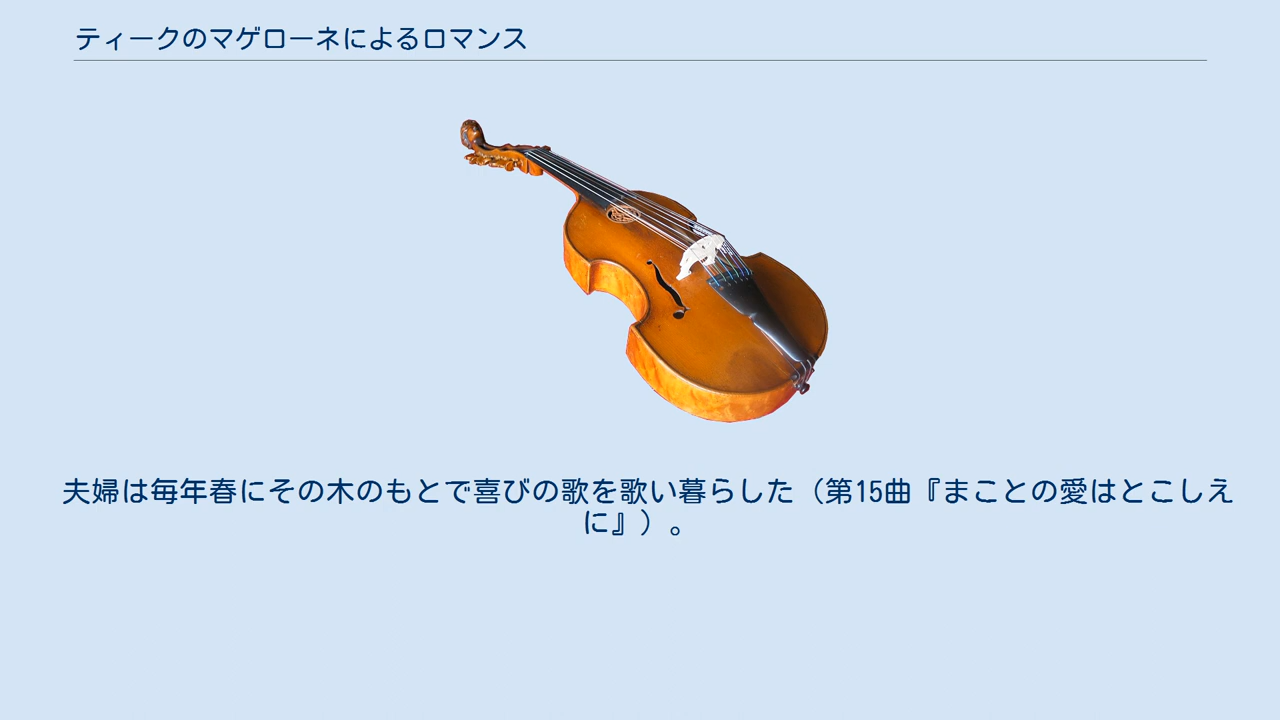 ティークのマゲローネによるロマンス
夫婦は毎年春にその木のもとで喜びの歌を歌い暮らした（第15曲『まことの愛はとこしえ
に』）。